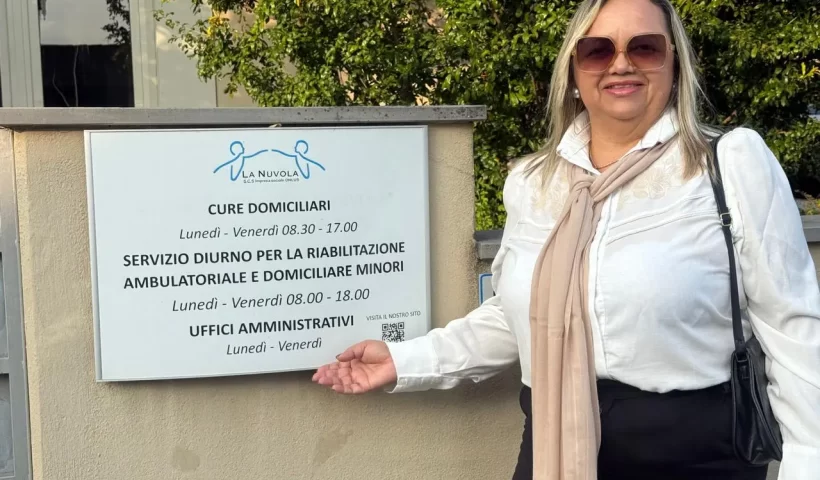 LA NUVOLA
S.C.S Impresa sociale ONLUS
CURE DOMICILIARI
Lunedì - Venerdì 08.30 - 17.00
SERVIZIO DIURNO PER LA RIABILITAZIONE
AMBULATORIALE E DOMICILIARE MINORI
Lunedì - Venerdì 08.00 - 18.00
VISITA IL NOSTRO SITO
UFFICI AMMINISTRATIVI
Lunedì - Venerdì